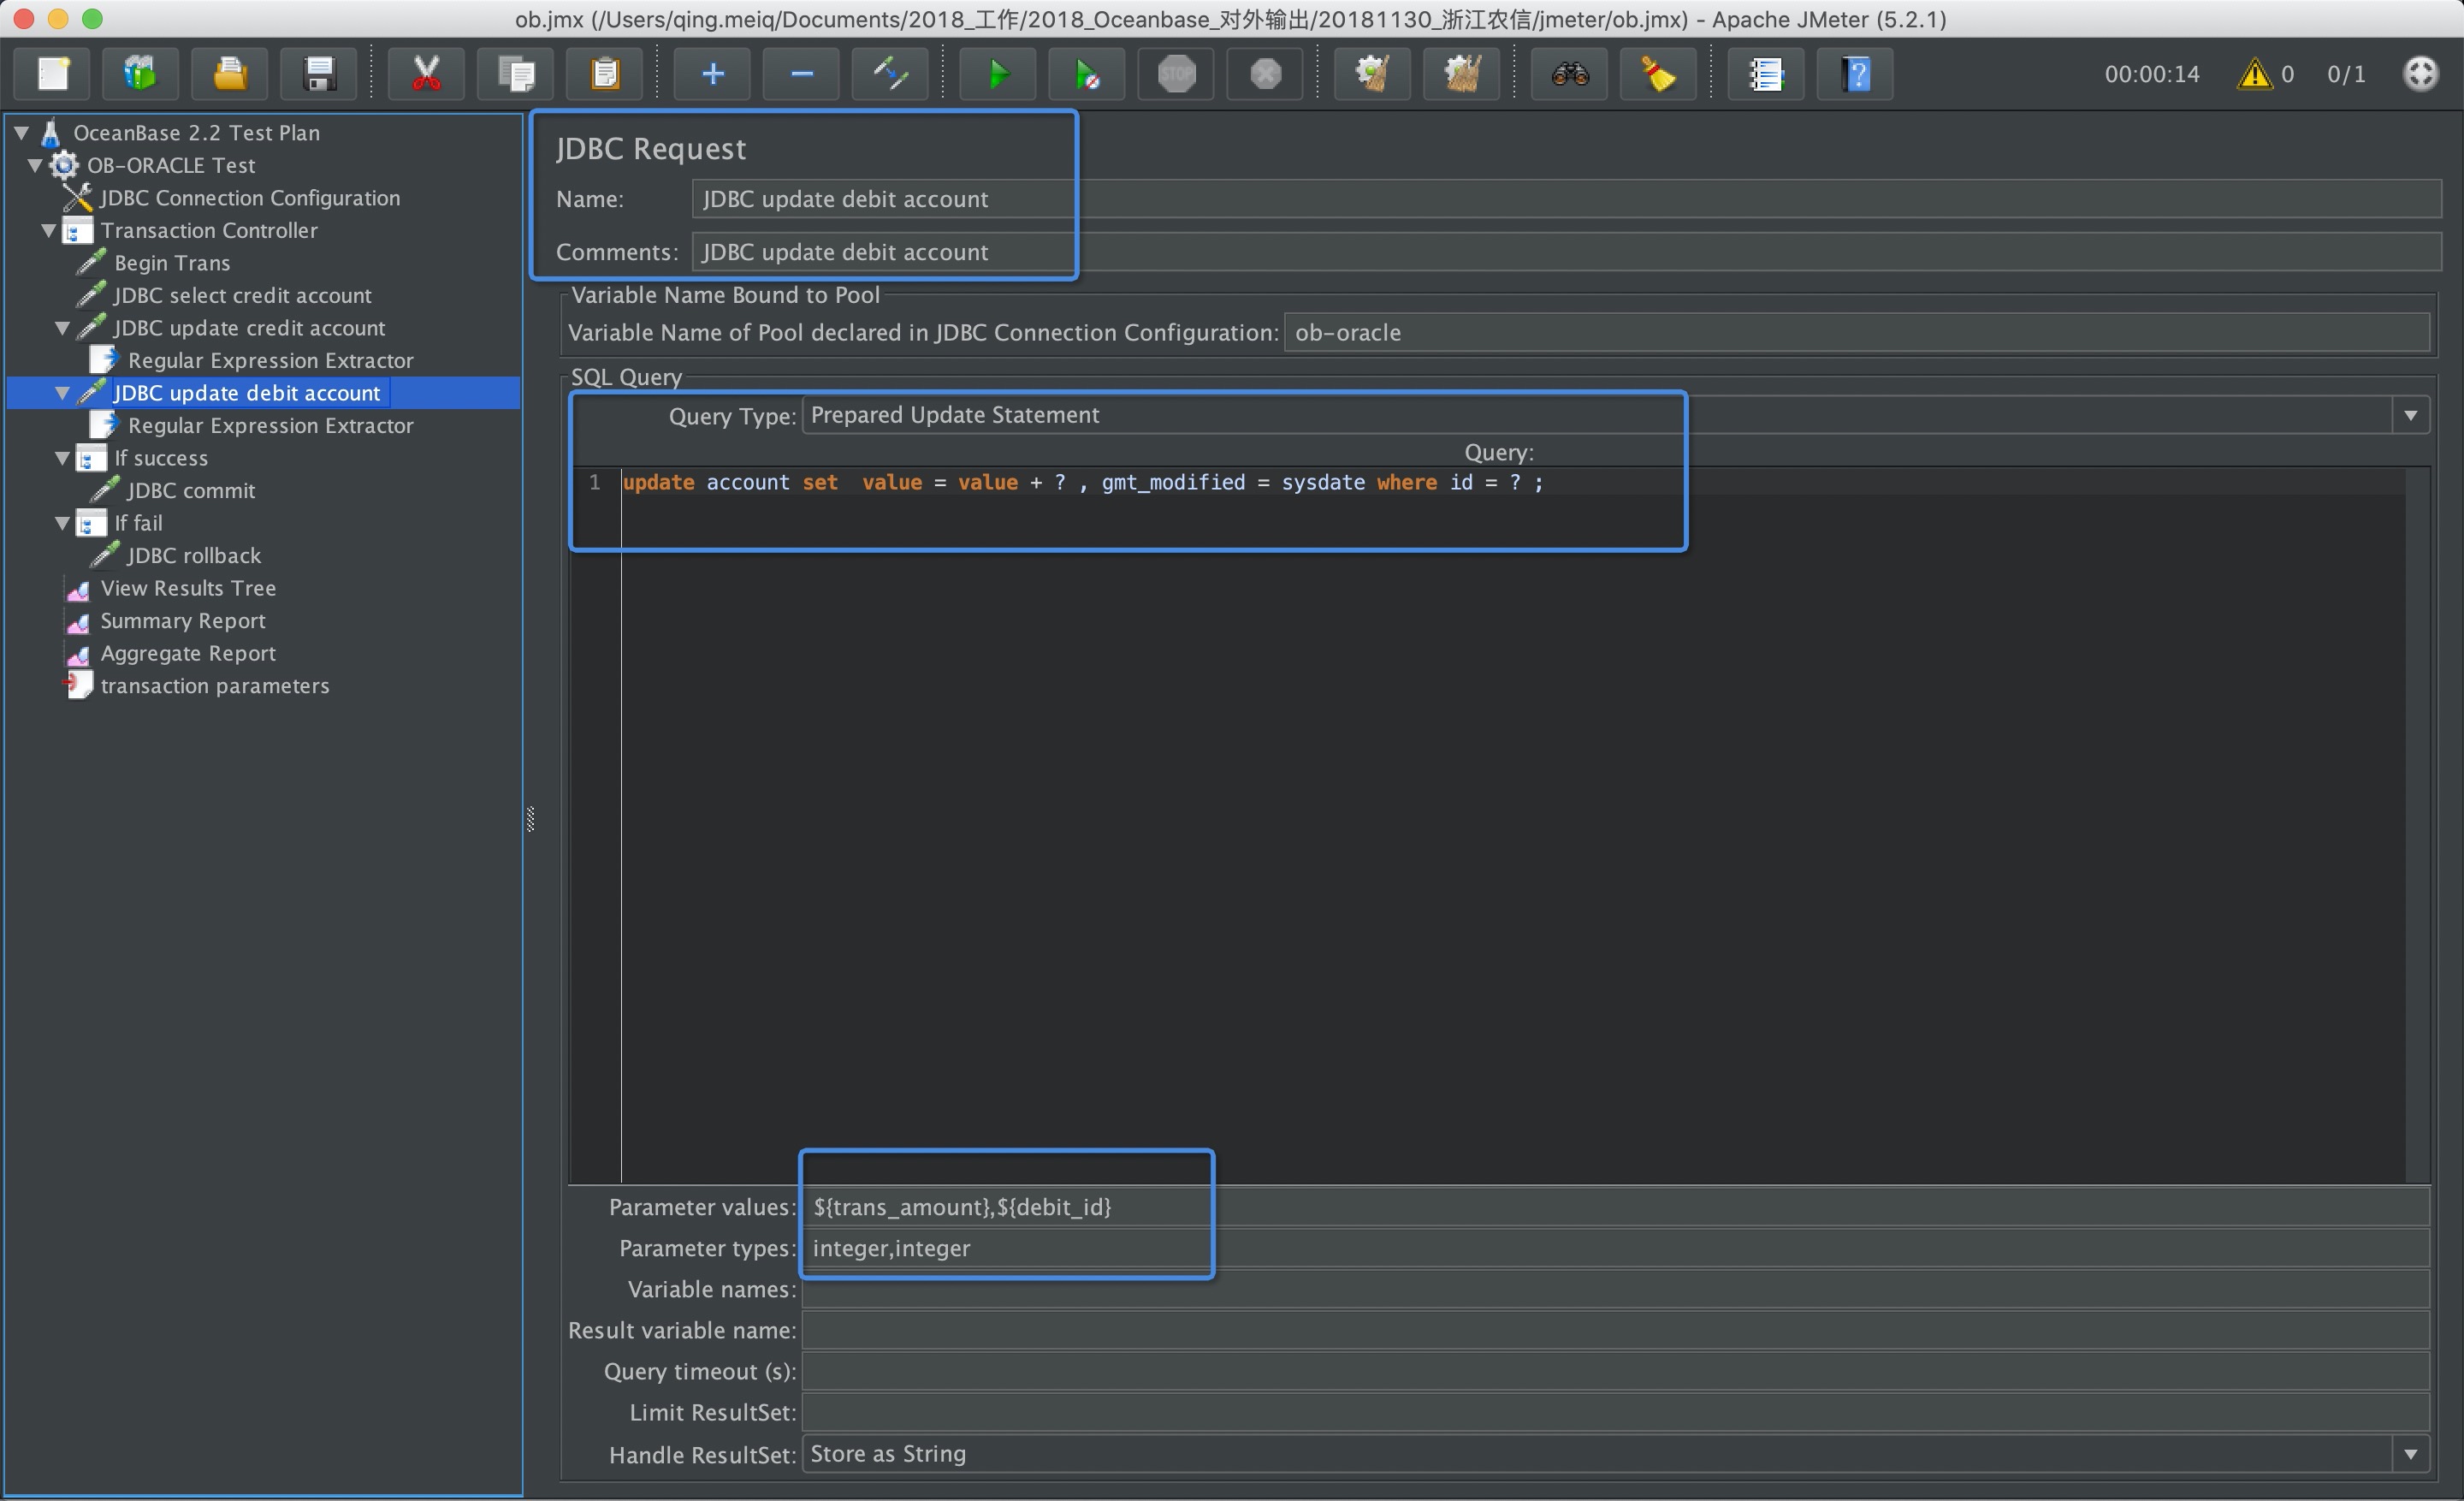 ob.jmx (/Users/qing.meiq/Documents/2018_工作/2018_Oceanbase_对外输出/20181130_浙江农信/jmeter/ob.jmx) - Apache JMeter (5.2.1)
STOP
00:00:14
0
0/1
OceanBase 2.2 Test Plan
OB-ORACLE Test
JDBC Connection Configuration
Transaction Controller
Begin Trans
JDBC select credit account
JDBC update credit account
Regular Expression Extractor
JDBC update debit account
Regular Expression Extractor
If success
JDBC commit
If fail
JDBC rollback
View Results Tree
Summary Report
Aggregate Report
transaction parameters
JDBC Request
Name: JDBC update debit account
Comments: JDBC update debit account
Variable Name Bound to Pool
Variable Name of Pool declared in JDBC Connection Configuration: ob-oracle
SQL Query
Query Type: Prepared Update Statement
Query:
1 update account set  value = value + ? , gmt_modified = sysdate where id = ? ;
Parameter values: ${trans_amount},${debit_id}
Parameter types: integer,integer
Variable names:
Result variable name:
Query timeout (s):
Limit ResultSet:
Handle ResultSet: Store as String